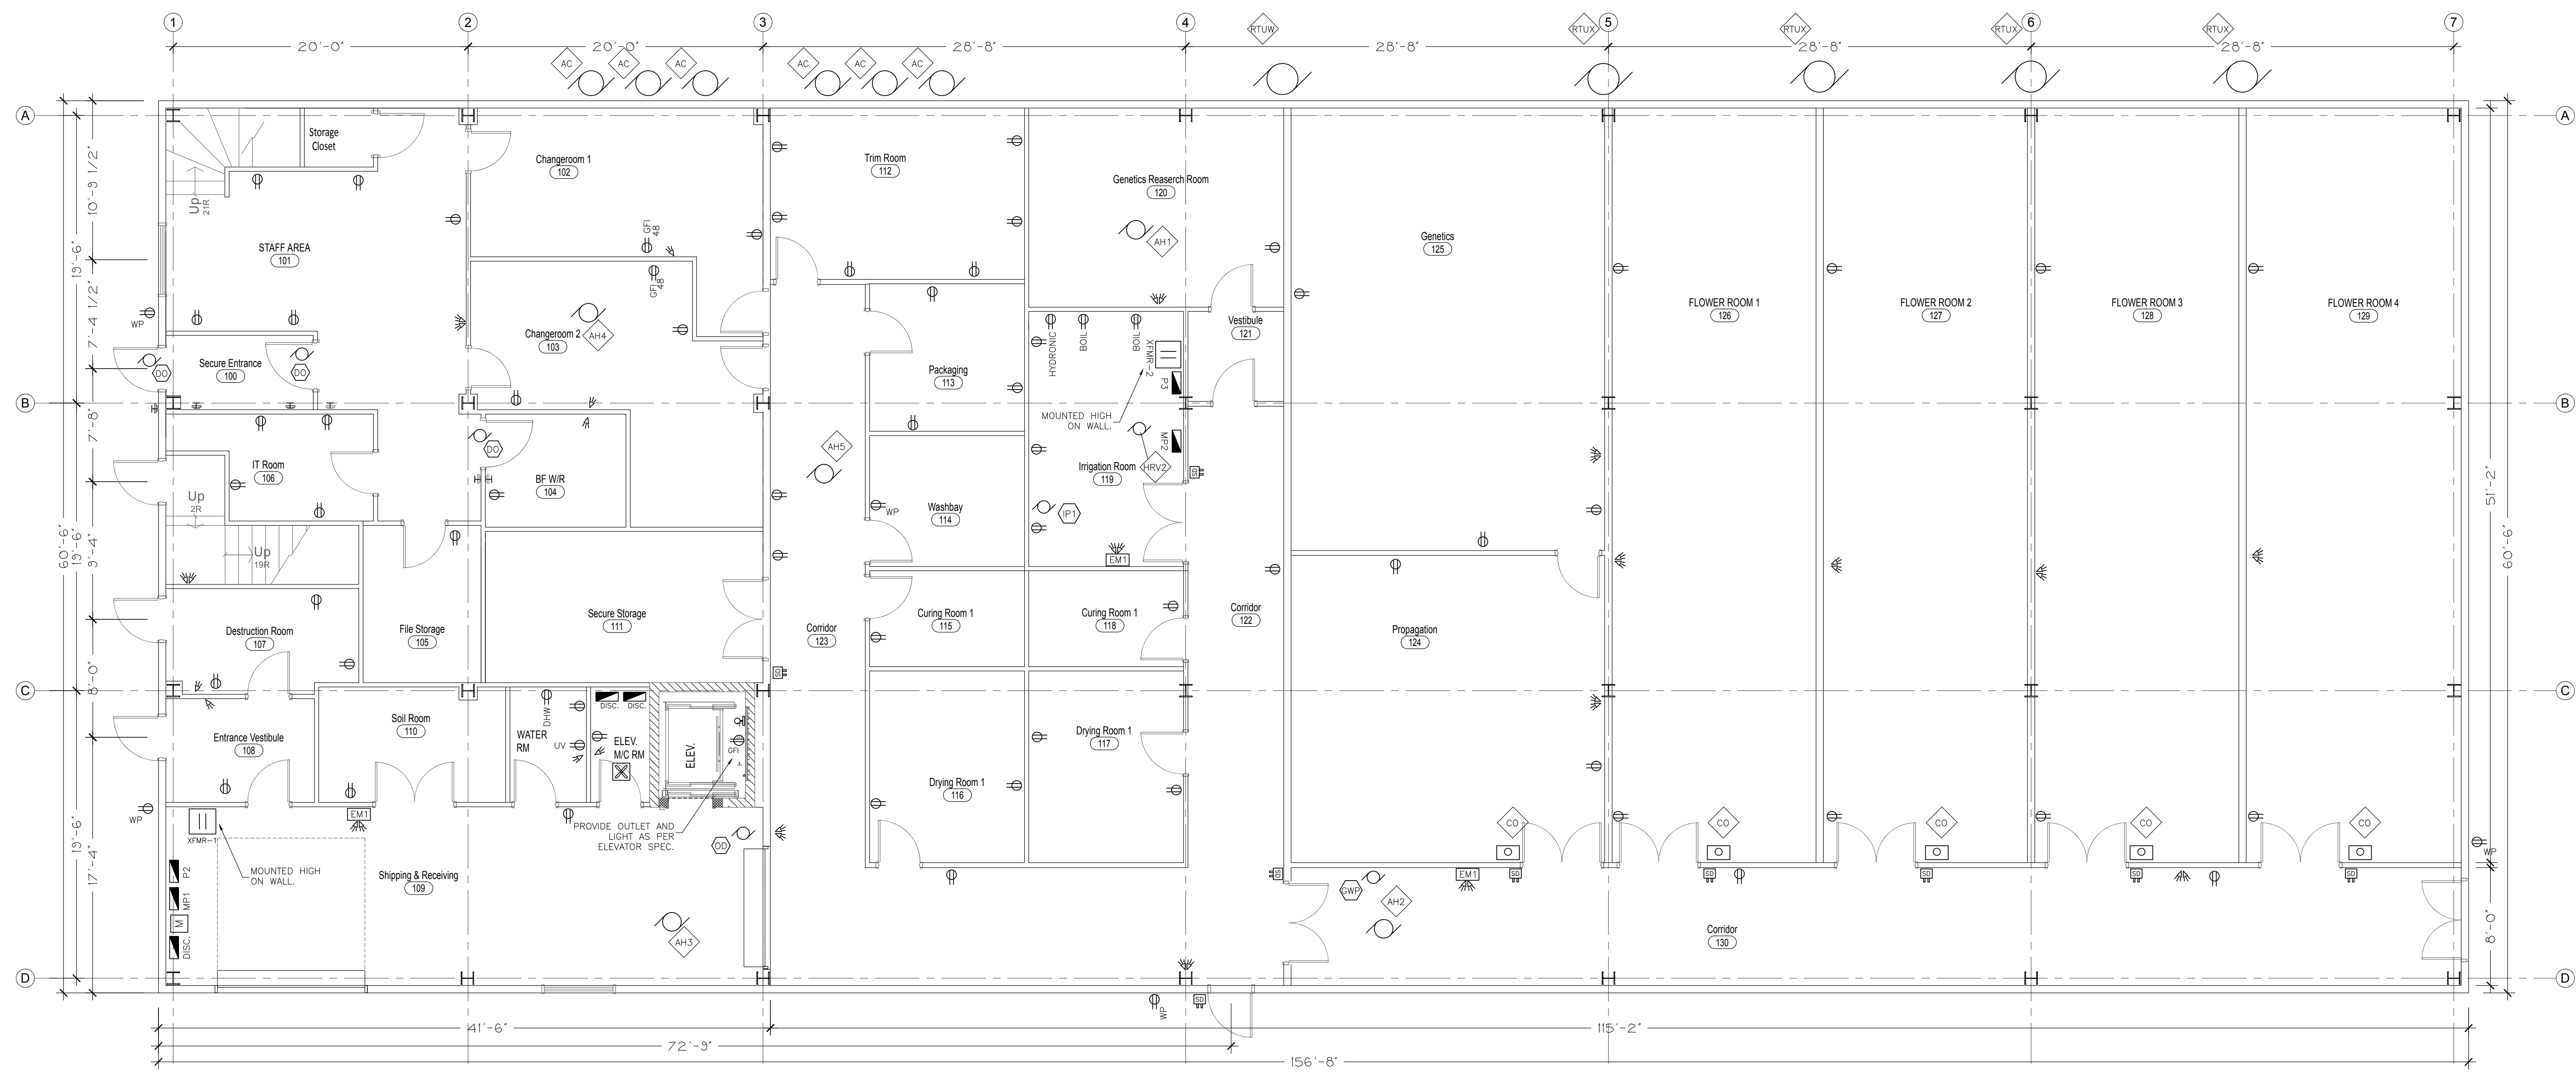 1
2
3
4
5
6
7
RTUW
RTUX
RTUX
RTUX
RTUX
20'-0"
20'-0"
28'-8"
28'-8"
28'-8"
28'-8"
AC
AC
AC
AC
AC
AC
A
A
Storage
Closet
Changeroom 1
102
Trim Room
112
Genetics Reaserch Room
120
10'-9 1/2"
Up
21R
STAFF AREA
101
GFI
48
AH1
Genetics
125
19'-6"
GFI
48
7'-4 1/2"
WP
Changeroom 2
103
AH4
FLOWER ROOM 1
126
FLOWER ROOM 2
127
FLOWER ROOM 3
128
FLOWER ROOM 4
129
Vestibule
121
HYDRONIC
BOIL
BOIL
XFMR-2
P3
Secure Entrance
100
DO
DO
Packaging
113
B
B
MOUNTED HIGH
ON WALL.
7'-8"
DO
AH5
MP2
IT Room
106
BF W/R
104
Irrigation Room
119
HRV2
SD
Up
2R
WP
Washbay
114
IP1
51'-2"
60'-6"
19'-6"
9'-4"
60'-6"
Up
19R
EM1
Destruction Room
107
File Storage
105
Secure Storage
111
Corridor
123
Curing Room 1
115
Curing Room 1
118
Corridor
122
Propagation
124
8'-0"
SD
C
C
DISC.
DISC.
Soil Room
110
DHW
WATER
RM
UV
ELEV.
M/C RM
ELEV.
GFI
Entrance Vestibule
108
Drying Room 1
117
Drying Room 1
116
WP
EM1
XFMR-1
PROVIDE OUTLET AND
LIGHT AS PER
ELEVATOR SPEC.
OD
CO
CO
CO
CO
CO
WP
19'-6"
17'-4"
MOUNTED HIGH
ON WALL.
P2
MP1
M
DISC.
Shipping & Receiving
109
AH3
SD
GWP
AH2
EM1
SD
SD
SD
SD
SD
Corridor
130
8'-0"
D
D
WP
SD
41'-6"
115'-2"
72'-9"
156'-8"